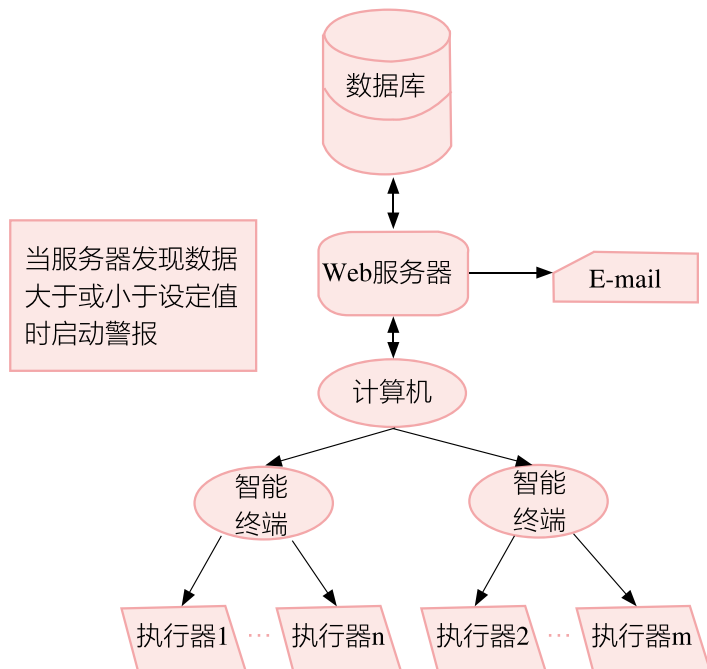 数据库
当服务器发现数据
大于或小于设定值
时启动警报
Web服务器
E-mail
计算机
智能
终端
智能
终端
执行器1
···
执行器n
执行器2
···
执行器m